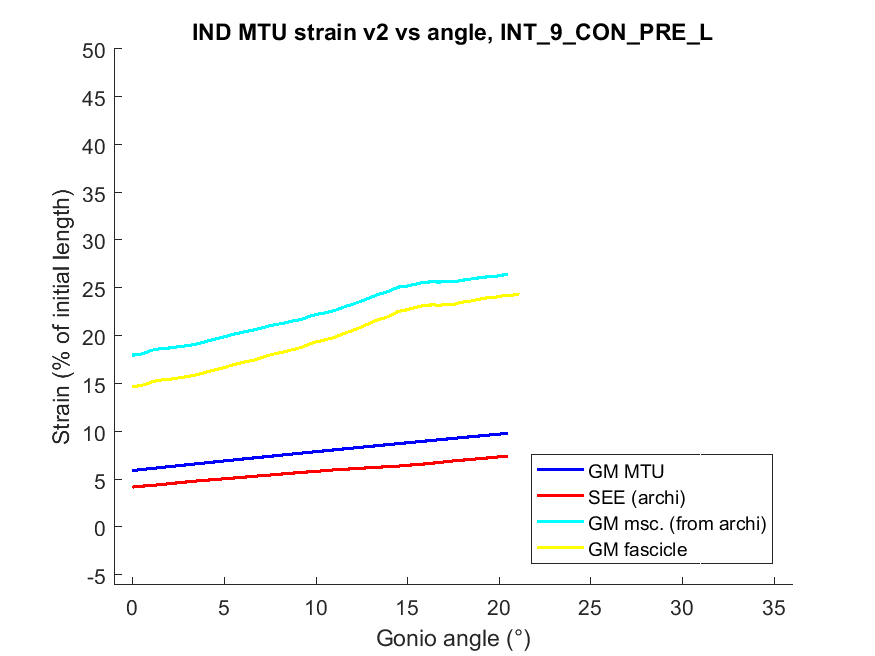 IND MTU strain v2 vs angle, INT_9_CON_PRE_L
50
45
40
35
30
25
20
15
10
5
0
-5
Strain (% of initial length)
GM MTU
SEE (archi)
GM msc. (from archi)
GM fascicle
0 5 10 15 20 25 30 35
Gonio angle (°)